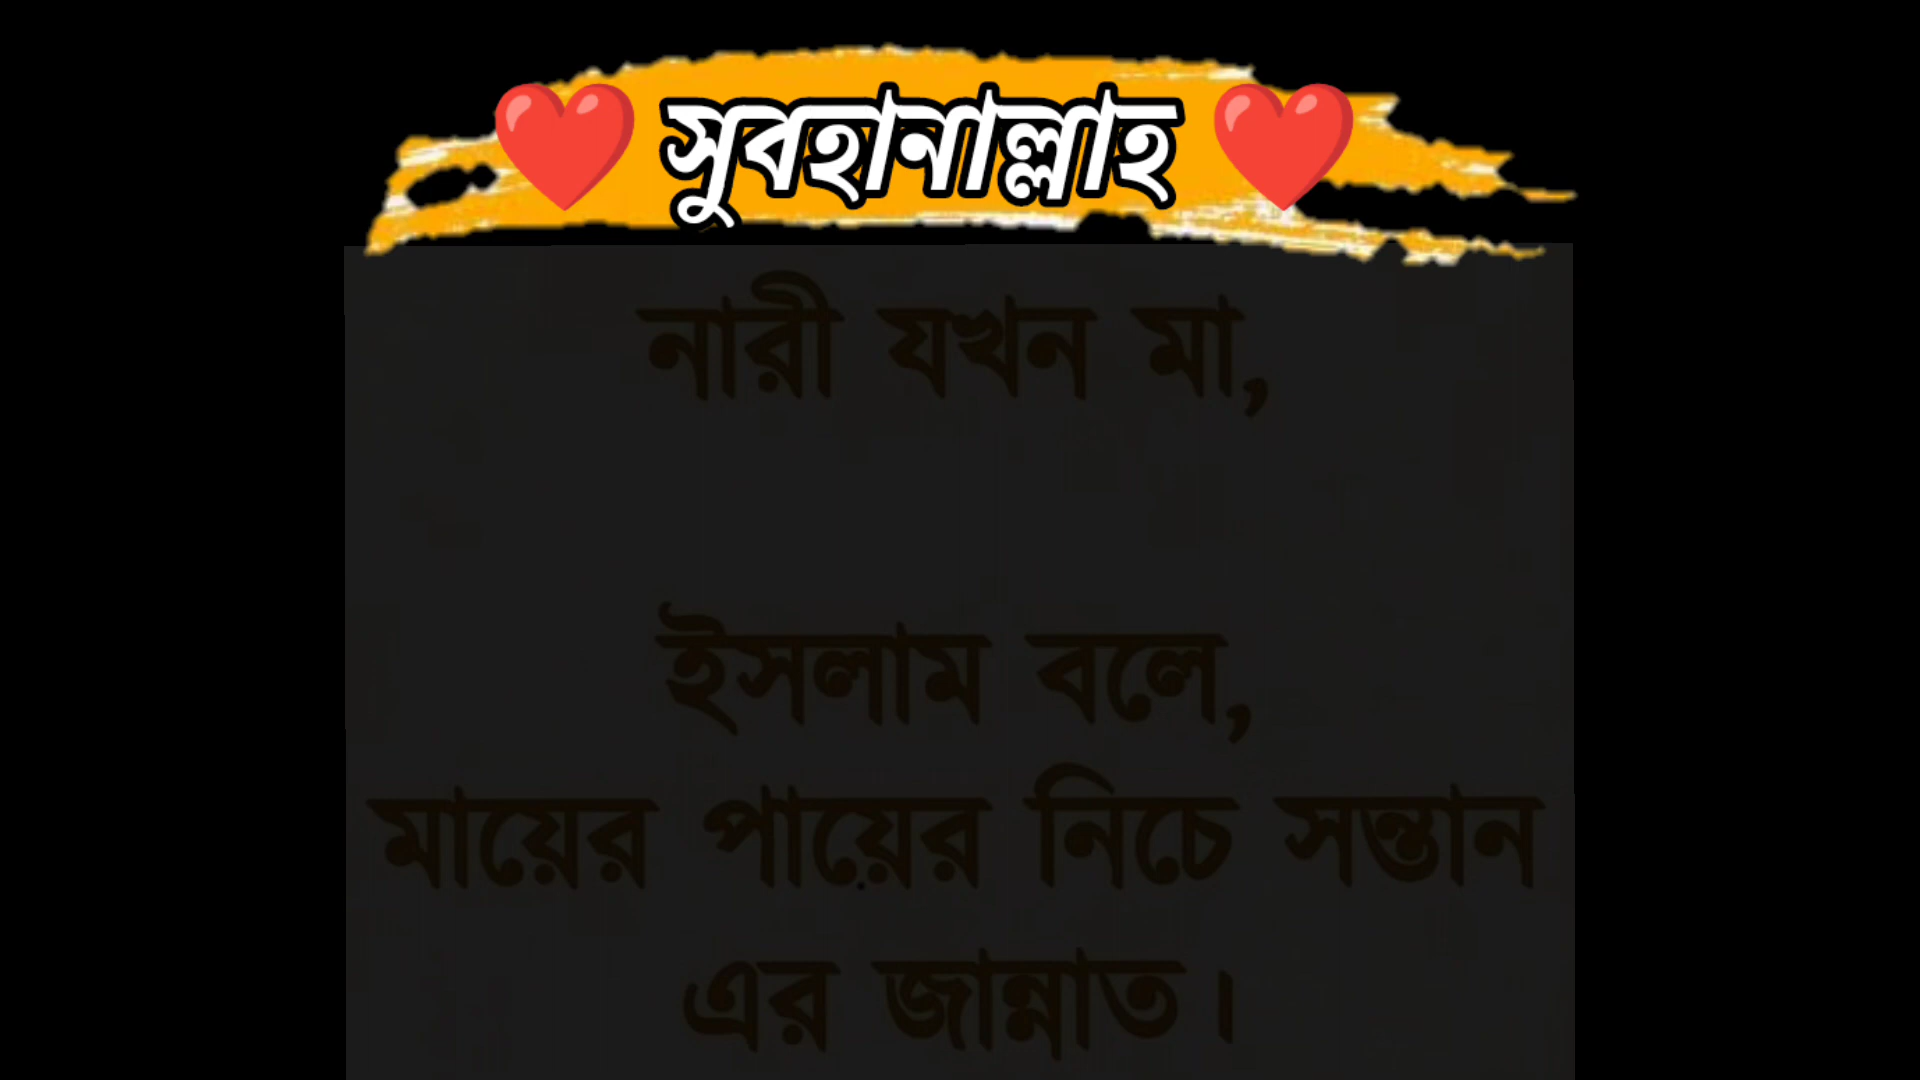 ❤️ সুবহানাল্লাহ ❤️
নারী যখন মা,
ইসলাম বলে,
মায়ের পায়ের নিচে সন্তান
এর জান্নাত।